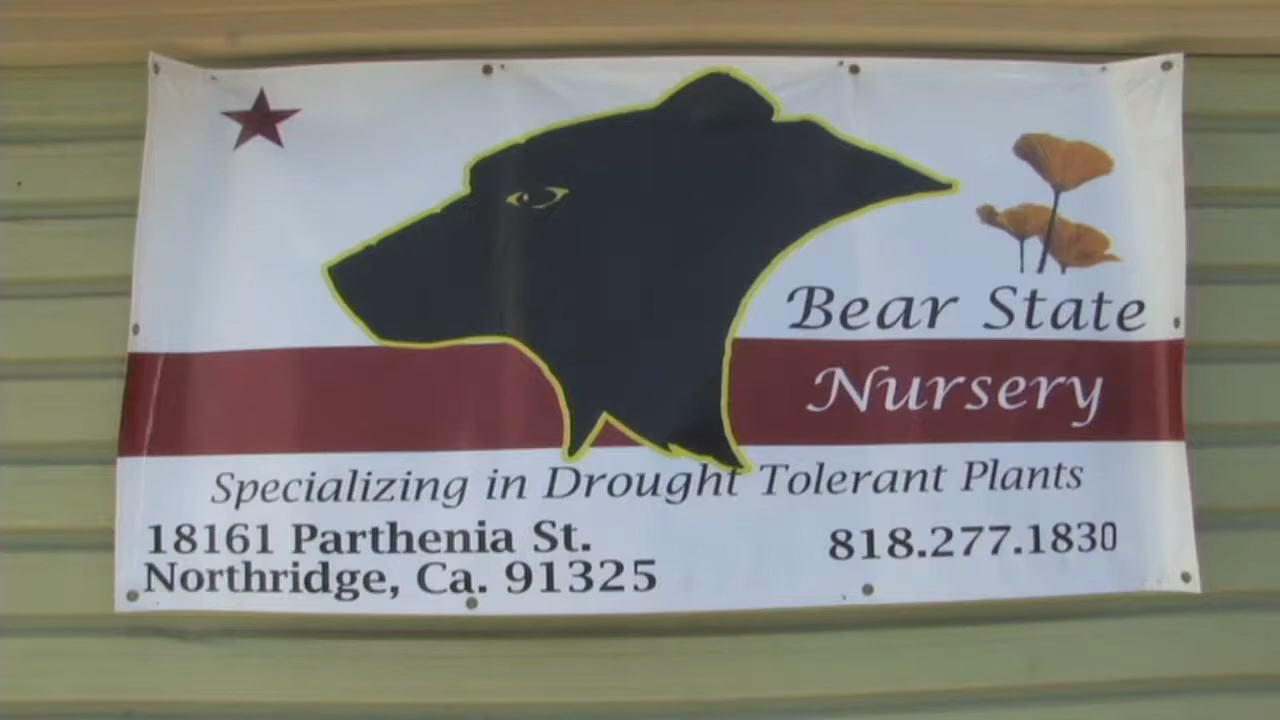 Bear State
Nursery
Specializing in Drought Tolerant Plants
18161 Parthenia St.
Northridge, Ca. 91325
818.277.1830